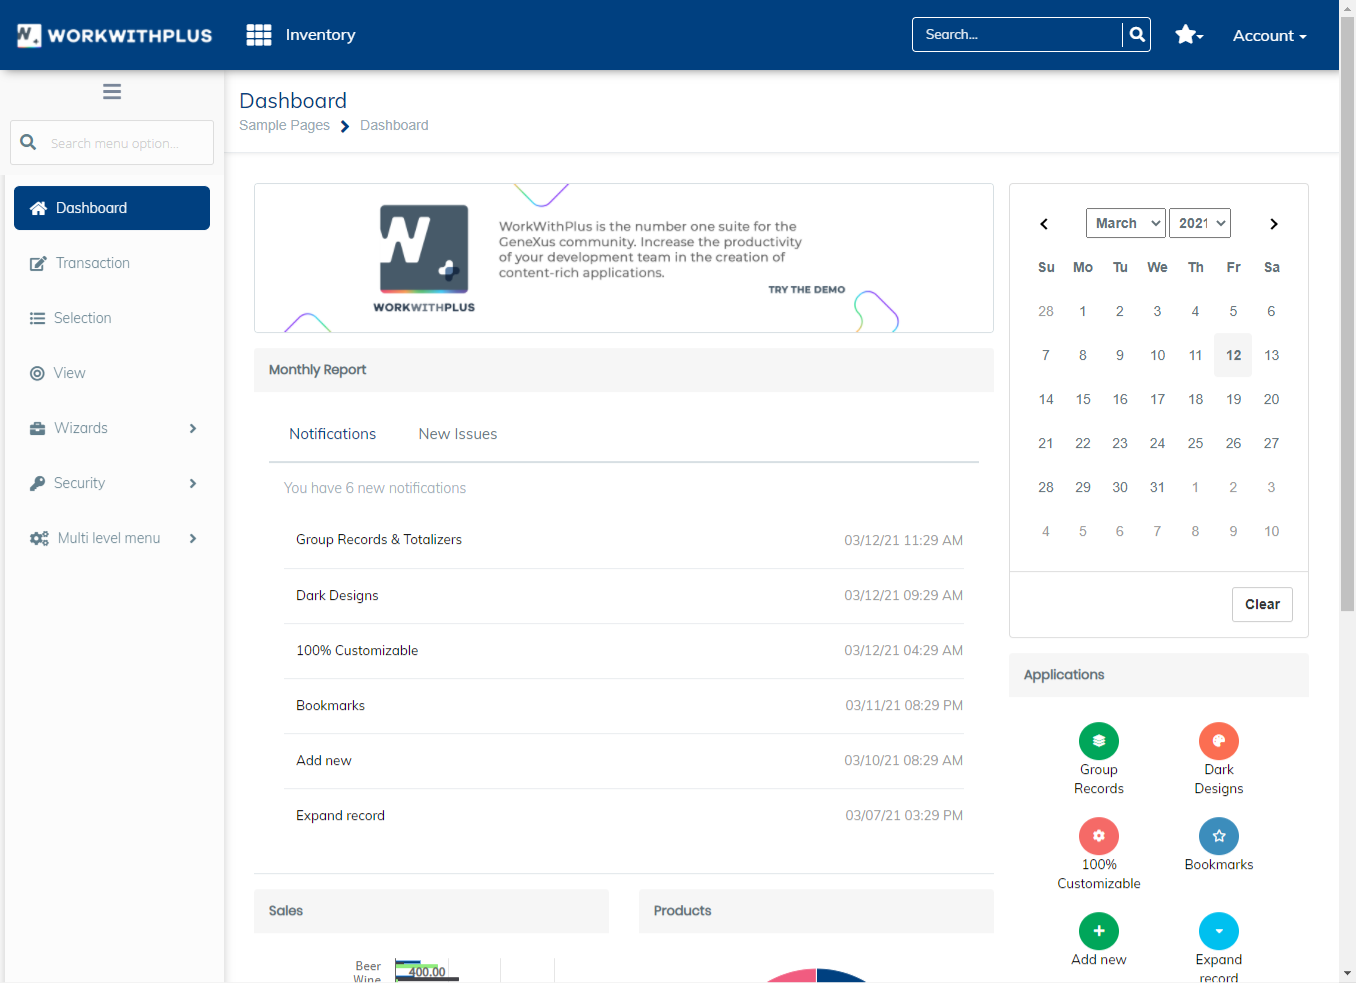 WORKWITHPLUS
Inventory
Search...
Account
Search menu option...
Dashboard
Transaction
Selection
View
Wizards
Security
Multi level menu
Dashboard
Sample Pages
Dashboard
WORKWITHPLUS
WorkWithPlus is the number one suite for the
GeneXus community. Increase the productivity
of your development team in the creation of
content-rich applications.
TRY THE DEMO
Monthly Report
Notifications
New Issues
You have 6 new notifications
Group Records & Totalizers 03/12/21 11:29 AM
Dark Designs 03/12/21 09:29 AM
100% Customizable 03/12/21 04:29 AM
Bookmarks 03/11/21 08:29 PM
Add new 03/10/21 08:29 AM
Expand record 03/07/21 03:29 PM
Sales
Beer
Wine
400.00
Products
March 2021
Su Mo Tu We Th Fr Sa
28 1 2 3 4 5 6
7 8 9 10 11 12 13
14 15 16 17 18 19 20
21 22 23 24 25 26 27
28 29 30 31 1 2 3
4 5 6 7 8 9 10
Clear
Applications
Group
Records
Dark
Designs
100%
Customizable
Bookmarks
Add new
Expand
record